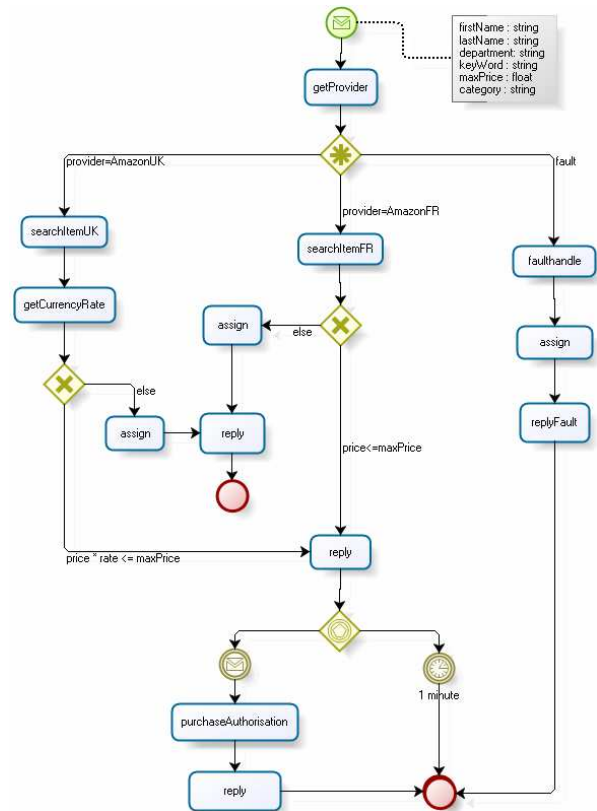 firstName : string
lastName : string
department: string
keyWord : string
maxPrice : float
category : string
getProvider
provider=AmazonUK
fault
provider=AmazonFR
searchItemUK
searchItemFR
faulthandle
getCurrencyRate
assign
else
assign
else
assign
reply
replyFault
price<=maxPrice
price * rate <= maxPrice
reply
1 minute
purchaseAuthorisation
reply